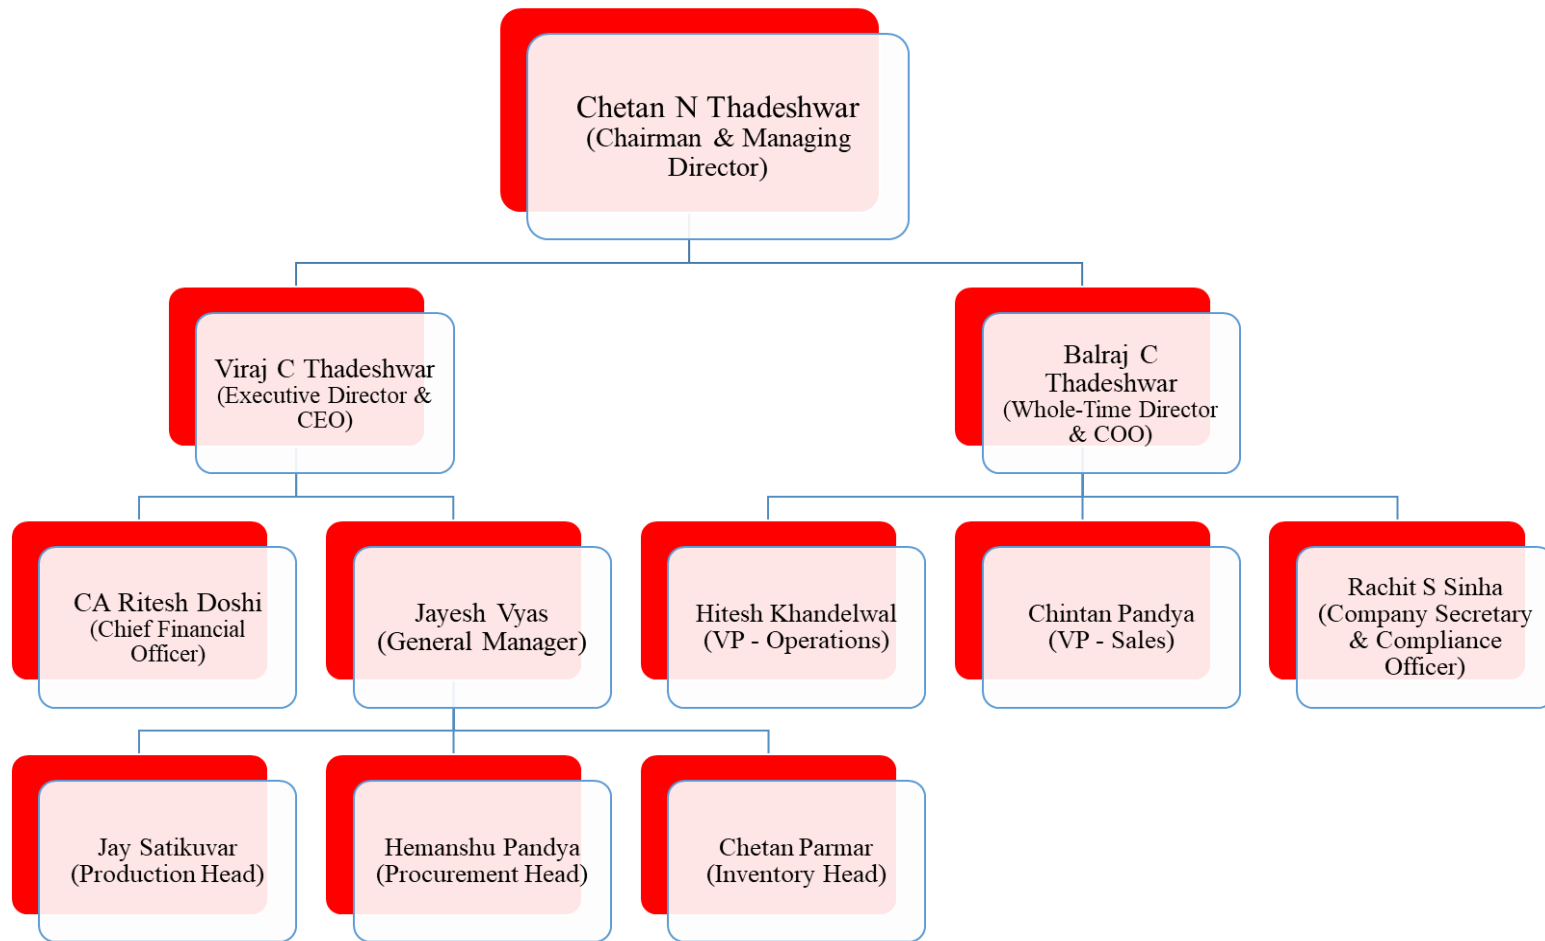 Chetan N Thadeshwar
(Chairman & Managing
Director)
Viraj C Thadeshwar
(Executive Director &
CEO)
Balraj C
Thadeshwar
(Whole-Time Director
& COO)
CA Ritesh Doshi
(Chief Financial
Officer)
Jayesh Vyas
(General Manager)
Hitesh Khandelwal
(VP - Operations)
Chintan Pandya
(VP - Sales)
Rachit S Sinha
(Company Secretary
& Compliance
Officer)
Jay Satikuvar
(Production Head)
Hemanshu Pandya
(Procurement Head)
Chetan Parmar
(Inventory Head)